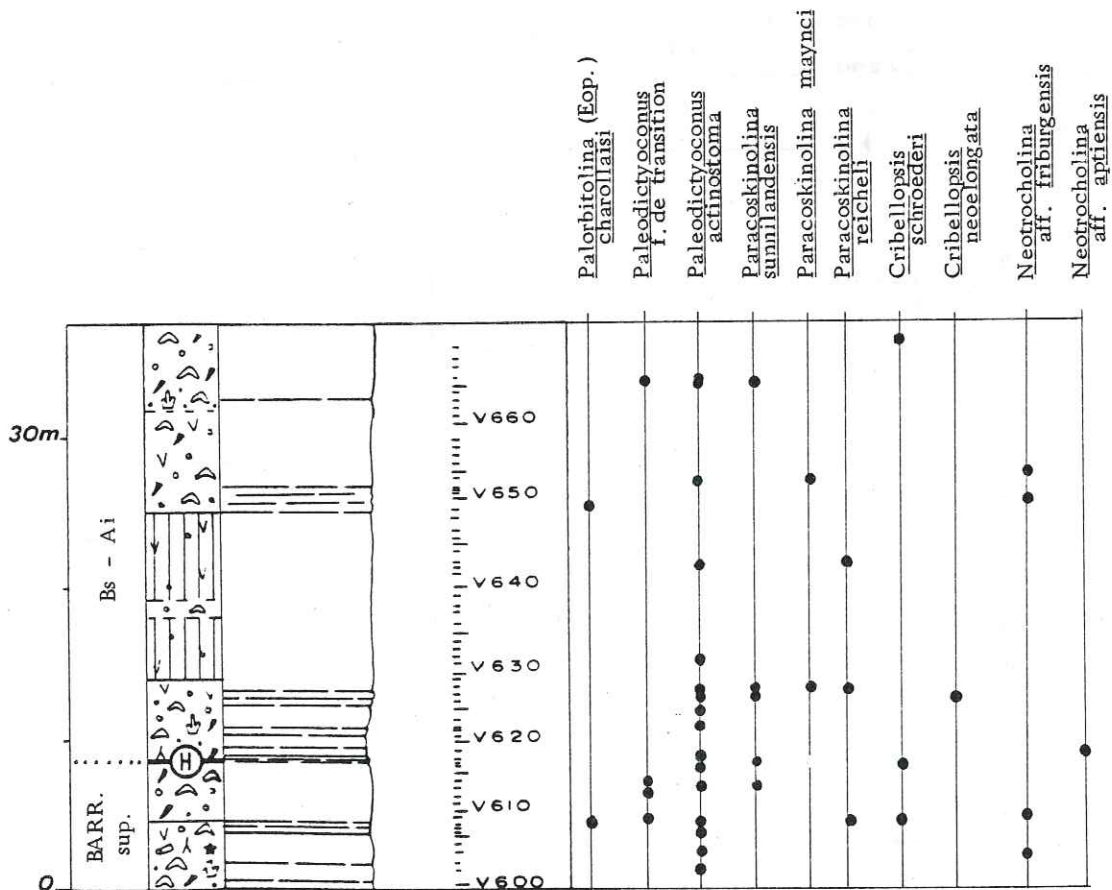 Palorbitolina (Eop.)
charollaisi
Paleodictyoconus
f. de transition
Paleodictyoconus
actinostoma
Paracoskinolina
sunnilandensis
Paracoskinolina maynci
Paracoskinolina
reicheli
Cribellopsis
schroederi
Cribellopsis
neoelongata
Neotrocholina
aff. friburgensis
Neotrocholina
aff. aptiensis
30m
0
Bs - Ai
BARR.
sup.
H
V660
V650
V640
V630
V620
V610
V600